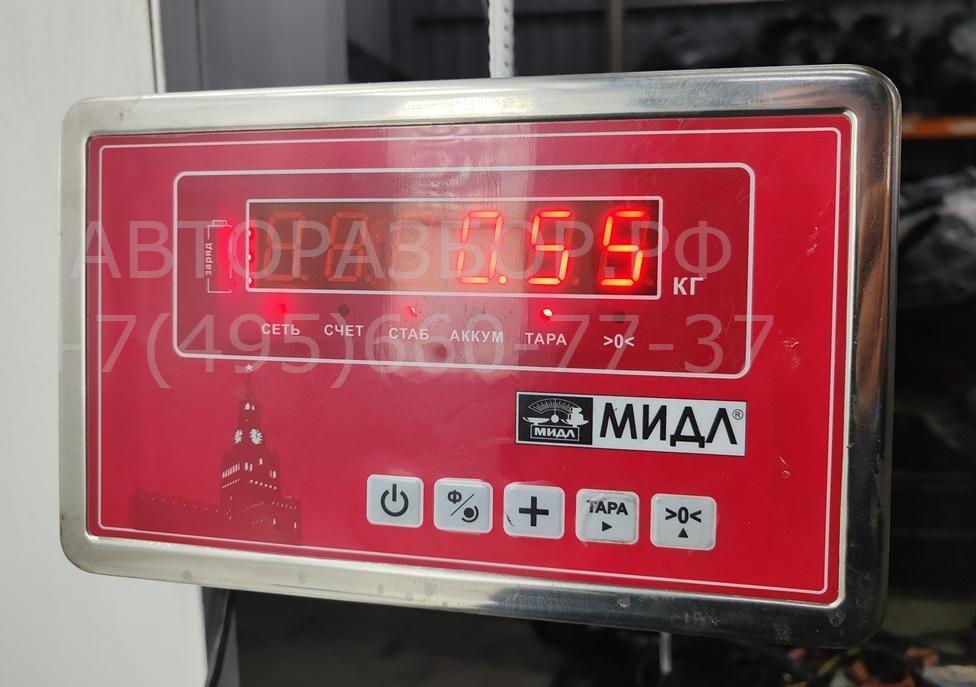 АВТОРАЗБОР.РФ
+7(495)660-77-37
заряд
0.55
КГ
СЕТЬ СЧЕТ СТАБ АККУМ ТАРА >0<
МИДЛ МИДЛ®
Ф + ТАРА >0<